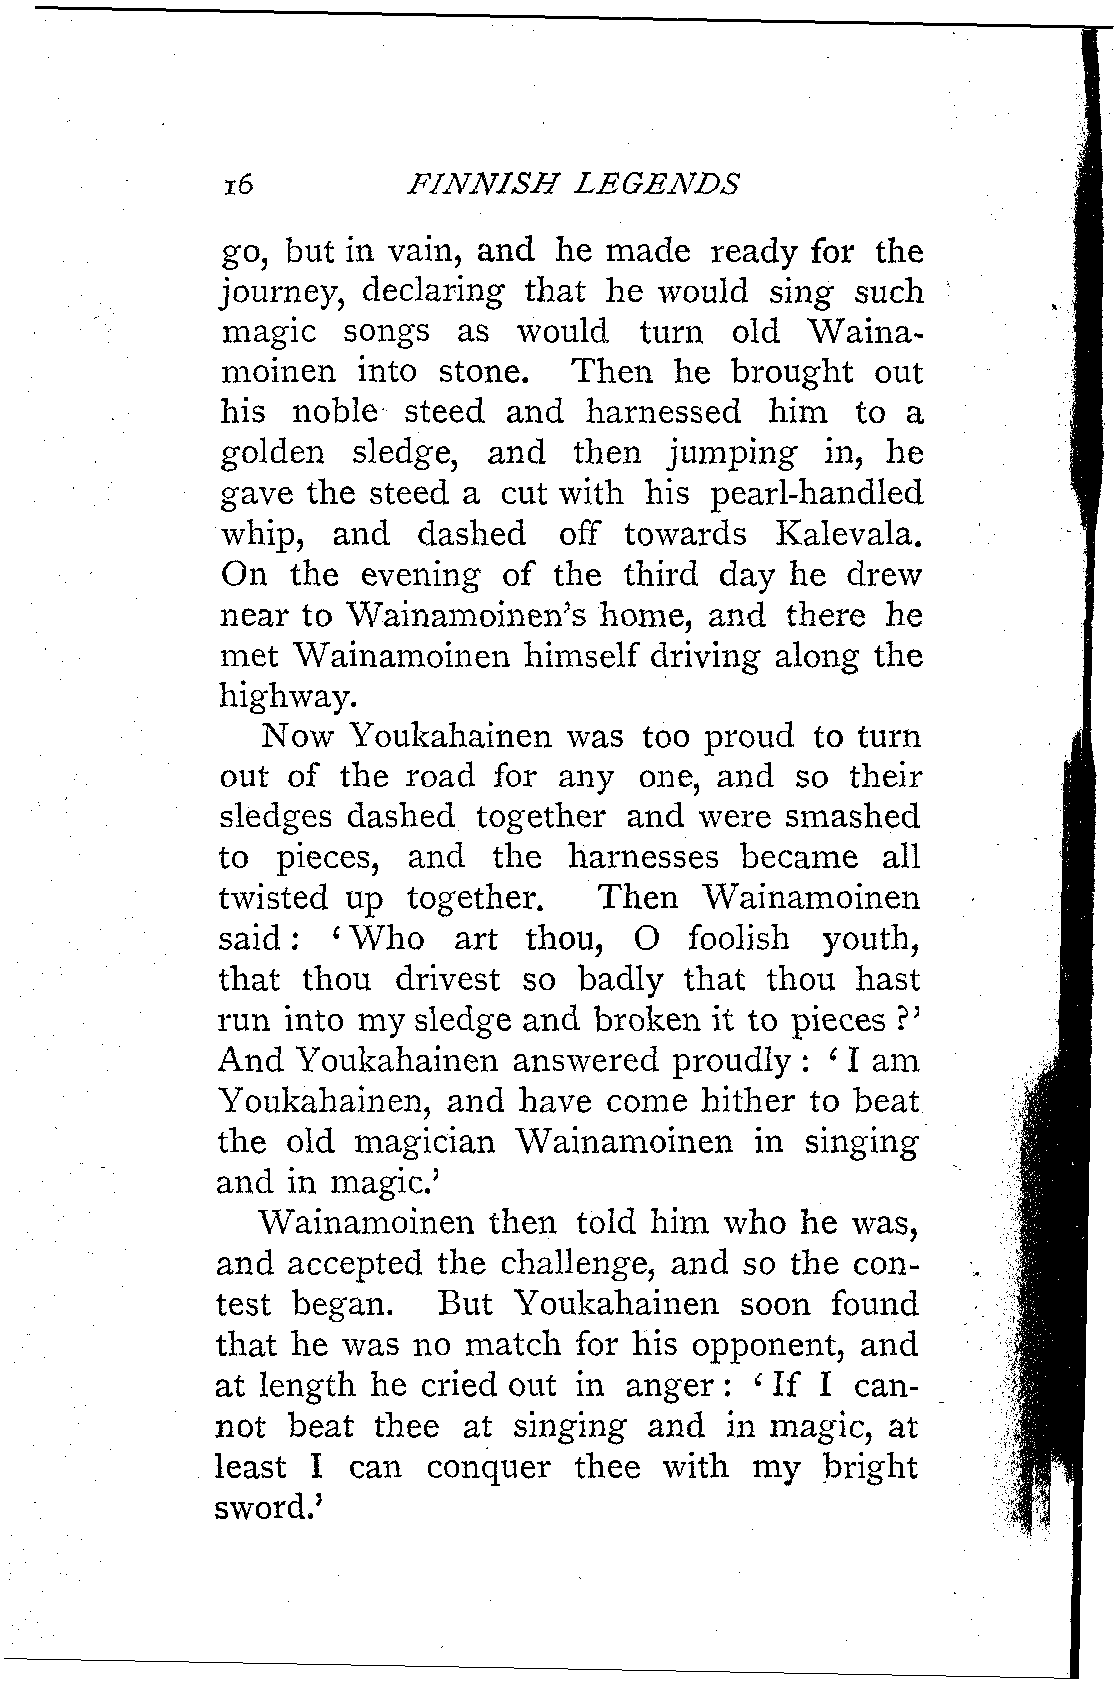 16 FINNISH LEGENDS
go, but in vain, and he made ready for the
journey, declaring that he would sing such
magic songs as would turn old Waina-
moinen into stone. Then he brought out
his noble steed and harnessed him to a
golden sledge, and then jumping in, he
gave the steed a cut with his pearl-handled
whip, and dashed off towards Kalevala.
On the evening of the third day he drew
near to Wainamoinen's home, and there he
met Wainamoinen himself driving along the
highway.
Now Youkahainen was too proud to turn
out of the road for any one, and so their
sledges dashed together and were smashed
to pieces, and the harnesses became all
twisted up together. Then Wainamoinen
said : ‘Who art thou, O foolish youth,
that thou drivest so badly that thou hast
run into my sledge and broken it to pieces ?’
And Youkahainen answered proudly : ‘I am
Youkahainen, and have come hither to beat
the old magician Wainamoinen in singing
and in magic.’
Wainamoinen then told him who he was,
and accepted the challenge, and so the con-
test began. But Youkahainen soon found
that he was no match for his opponent, and
at length he cried out in anger : ‘If I can-
not beat thee at singing and in magic, at
least I can conquer thee with my bright
sword.’